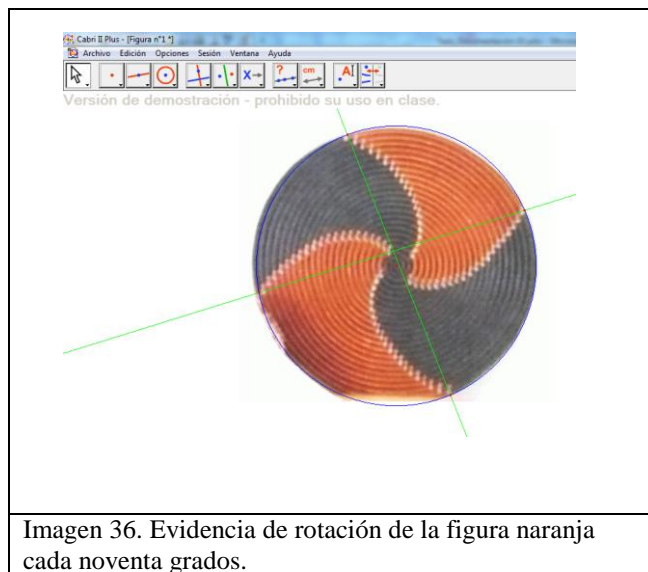 Cabri II Plus - [Figura n°1 *]
Archivo Edición Opciones Sesión Ventana Ayuda
Versión de demostración - prohibido su uso en clase.
Imagen 36. Evidencia de rotación de la figura naranja
cada noventa grados.